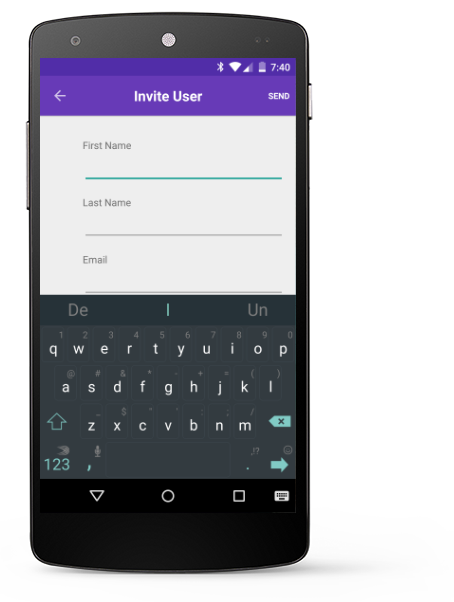 7:40
Invite User
SEND
First Name
Last Name
Email
De I Un
1 2 3 4 5 6 7 8 9 0
q w e r t y u i o p
@ # & * - + = ( )
a s d f g h j k l
_ $ " ' : ; /
z x c v b n m
,!?
123 , .